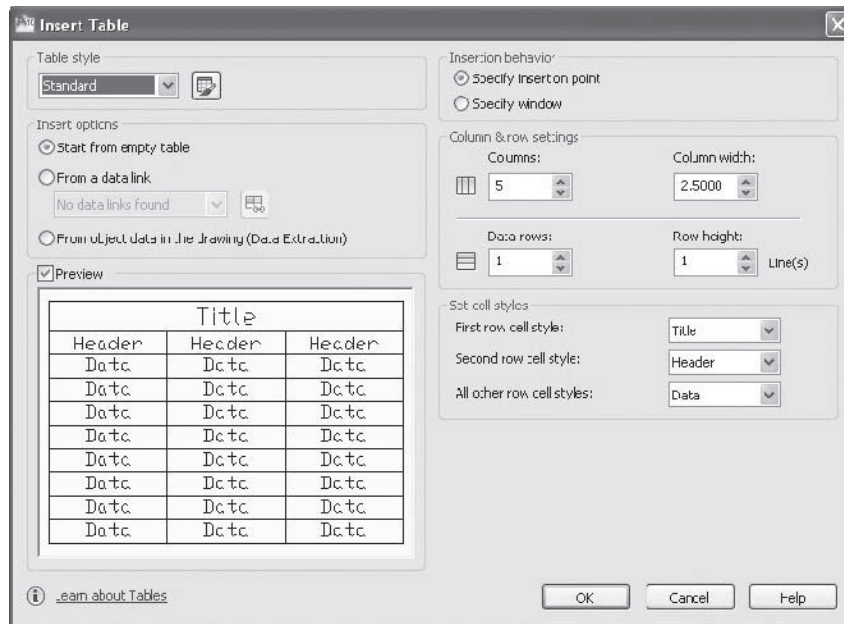 Insert Table
Table style
Standard
Insert options
Start from empty table
From a data link
No data links found
From object data in the drawing (Data Extraction)
Preview
Title
Header Header Header
Data Data Data
Data Data Data
Data Data Data
Data Data Data
Data Data Data
Data Data Data
Data Data Data
Data Data Data
Insertion behavior
Specify insertion point
Specify window
Column & row settings
Columns: Column width:
5 2.5000
Data rows: Row height:
1 1 Line(s)
Set cell styles
First row cell style: Title
Second row cell style: Header
All other row cell styles: Data
Learn about Tables
OK Cancel Help